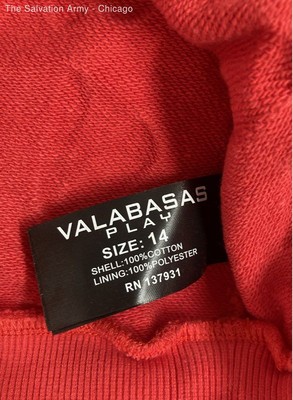 The Salvation Army - Chicago
VALABASAS
PLAY
SIZE: 14
SHELL:100%COTTON
LINING:100%POLYESTER
RN 137931